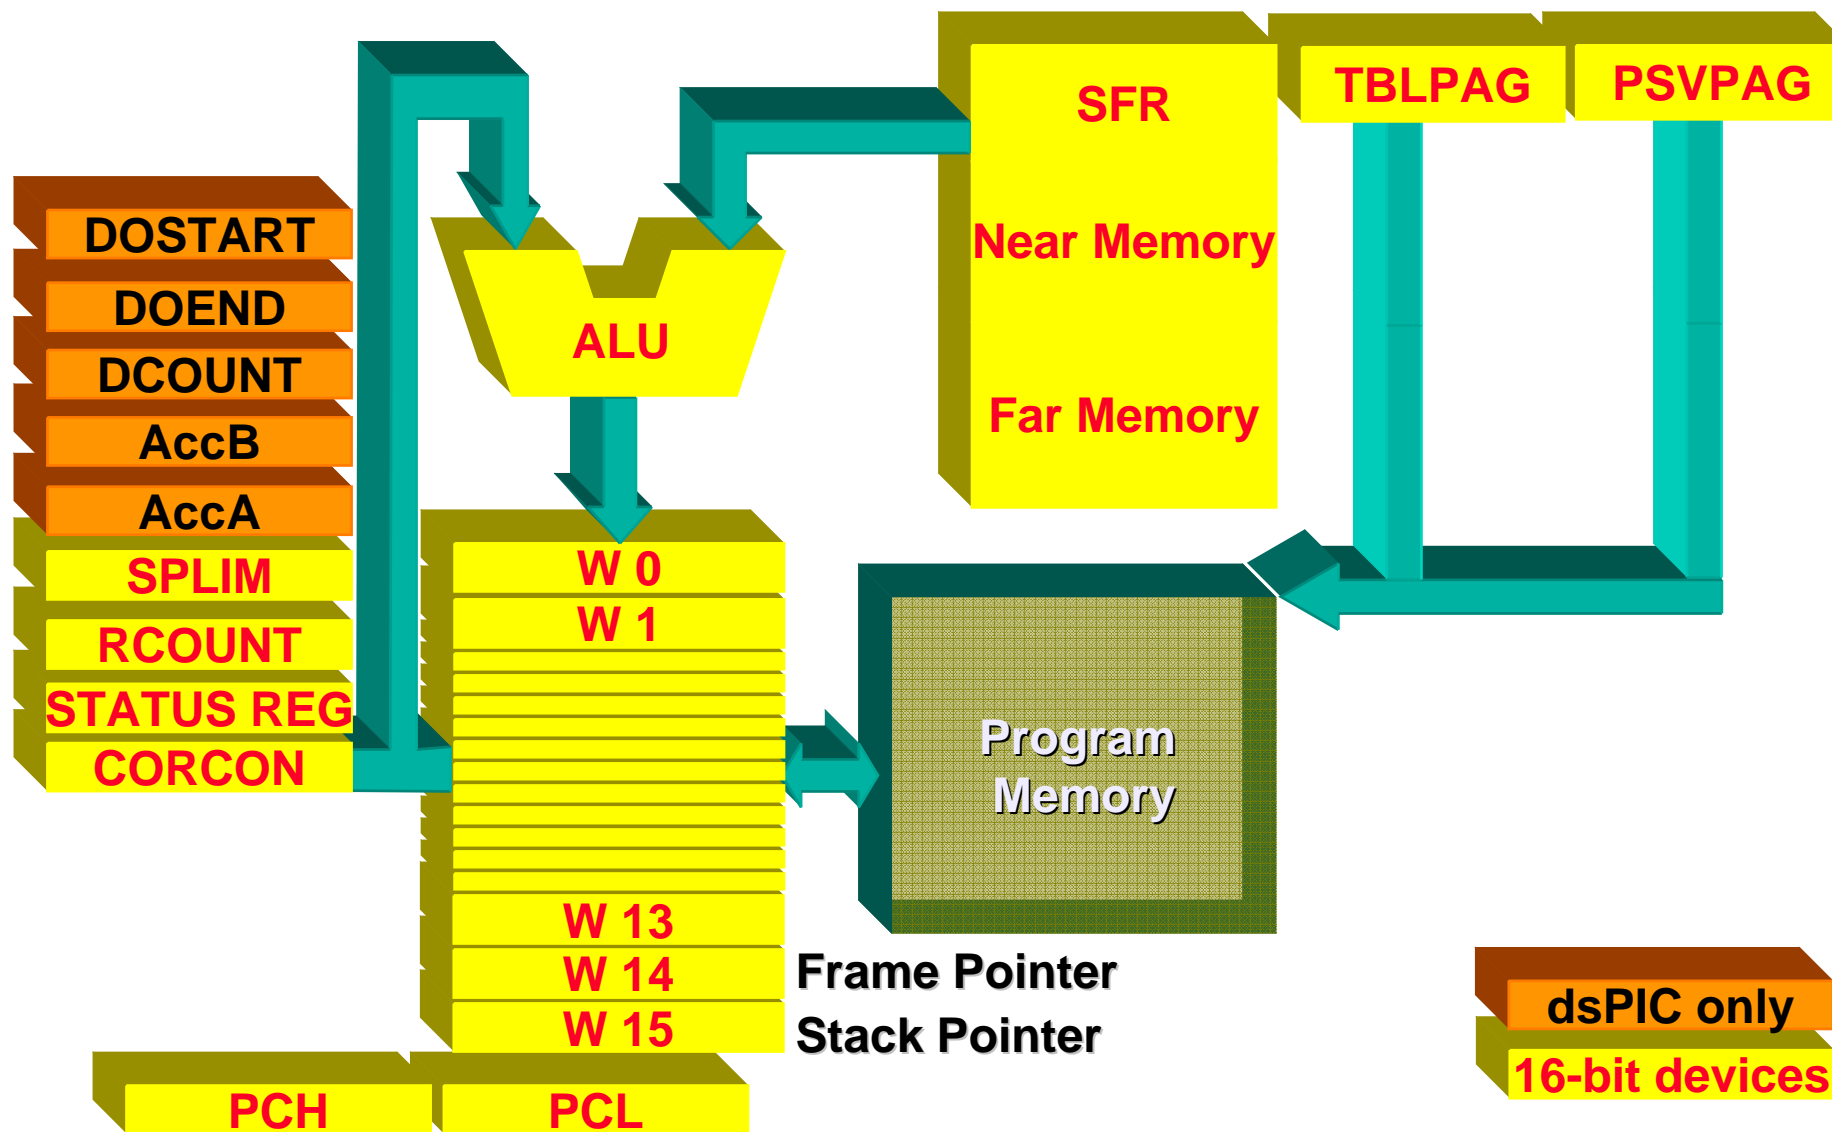 SFR
TBLPAG
PSVPAG
Near Memory
Far Memory
DOSTART
DOEND
DCOUNT
AccB
AccA
SPLIM
RCOUNT
STATUS REG
CORCON
ALU
W 0
W 1
W 13
W 14
W 15
Frame Pointer
Stack Pointer
Program
Memory
PCH
PCL
dsPIC only
16-bit devices